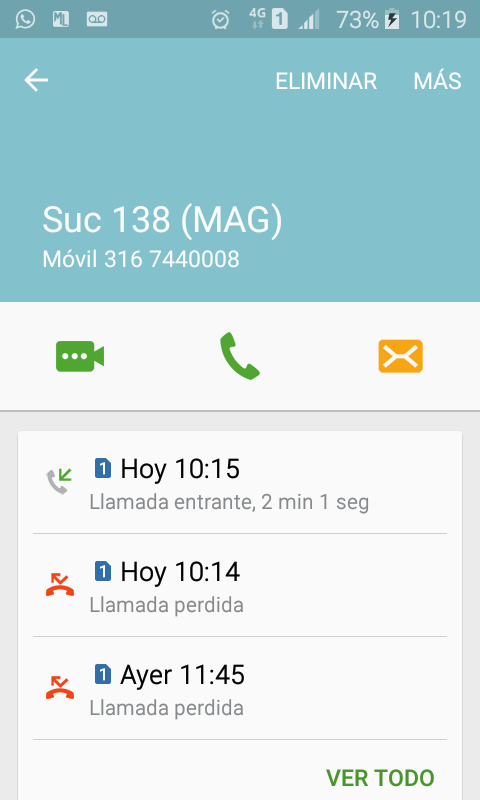 4G 1 73% 10:19
ELIMINAR MÁS
Suc 138 (MAG)
Móvil 316 7440008
1 Hoy 10:15
Llamada entrante, 2 min 1 seg
1 Hoy 10:14
Llamada perdida
1 Ayer 11:45
Llamada perdida
VER TODO